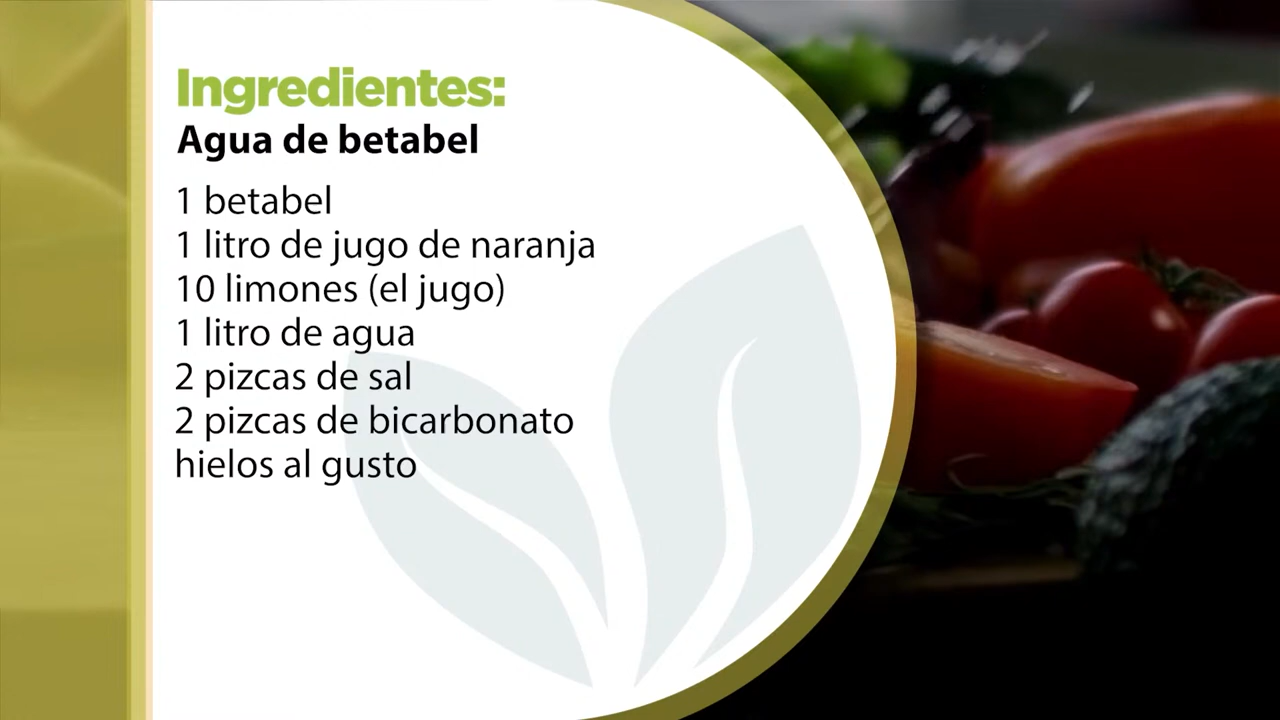 Ingredientes:
Agua de betabel
1 betabel
1 litro de jugo de naranja
10 limones (el jugo)
1 litro de agua
2 pizcas de sal
2 pizcas de bicarbonato
hielos al gusto